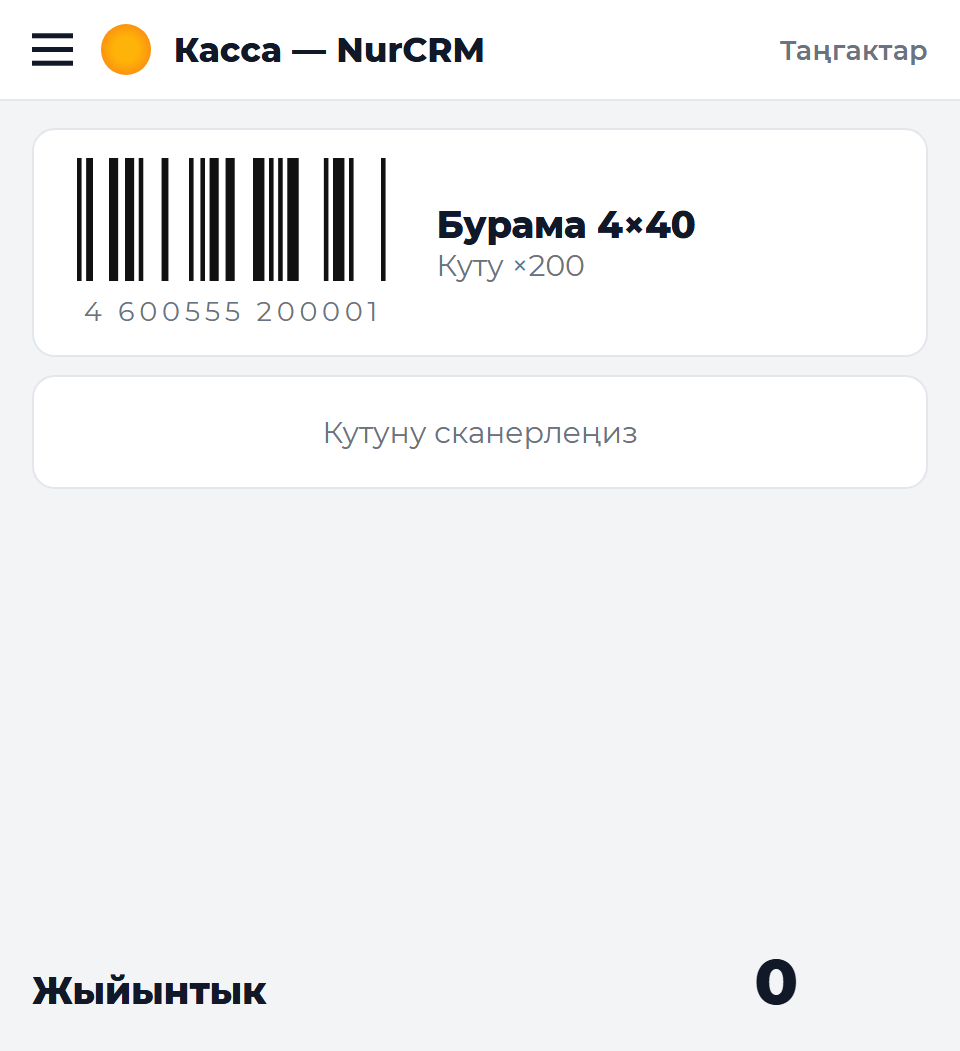 Касса — NurCRM
Таңгактар
Бурама 4×40
Куту ×200
4 600555 200001
Кутуну сканерлеңиз
Жыйынтык
0